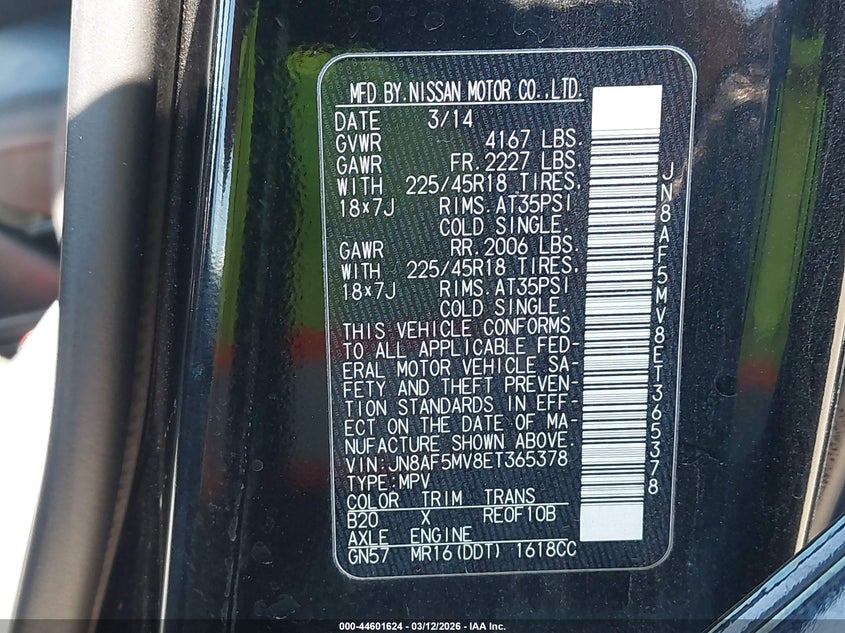 MFD BY.NISSAN MOTOR CO.,LTD.
DATE 3/14
GVWR 4167 LBS.
GAWR FR. 2227 LBS.
WITH 225/45R18 TIRES.
18x7J RIMS. AT35PSI
COLD SINGLE.
GAWR RR. 2006 LBS.
WITH 225/45R18 TIRES.
18x7J RIMS. AT35PSI
COLD SINGLE.
THIS VEHICLE CONFORMS
TO ALL APPLICABLE FED-
ERAL MOTOR VEHICLE SA-
FETY AND THEFT PREVEN-
TION STANDARDS IN EFF-
ECT ON THE DATE OF MA-
NUFACTURE SHOWN ABOVE.
VIN:JN8AF5MV8ET365378
TYPE:MPV
COLOR TRIM TRANS
B20 X RE0F10B
AXLE ENGINE
GN57 MR16(DDT) 1618CC
JN8AF5MV8ET365378
000-44601624 - 03/12/2026 - IAA Inc.